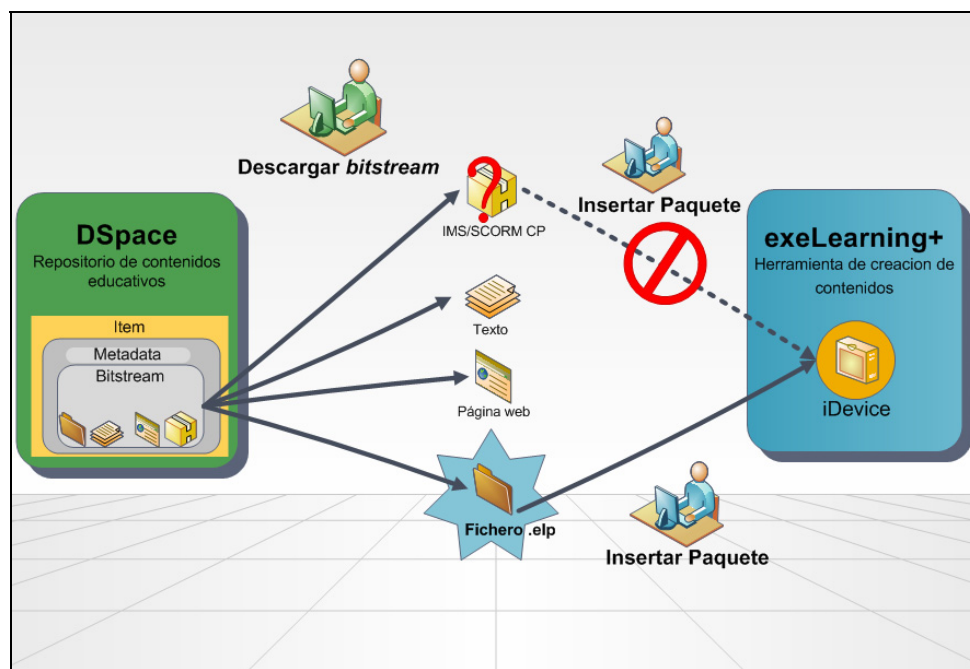 Descargar bitstream
Insertar Paquete
DSpace
Repositorio de contenidos
educativos
Item
Metadata
Bitstream
?
IMS/SCORM CP
Texto
Página web
Fichero .elp
exeLearning+
Herramienta de creacion de
contenidos
iDevice
Insertar Paquete